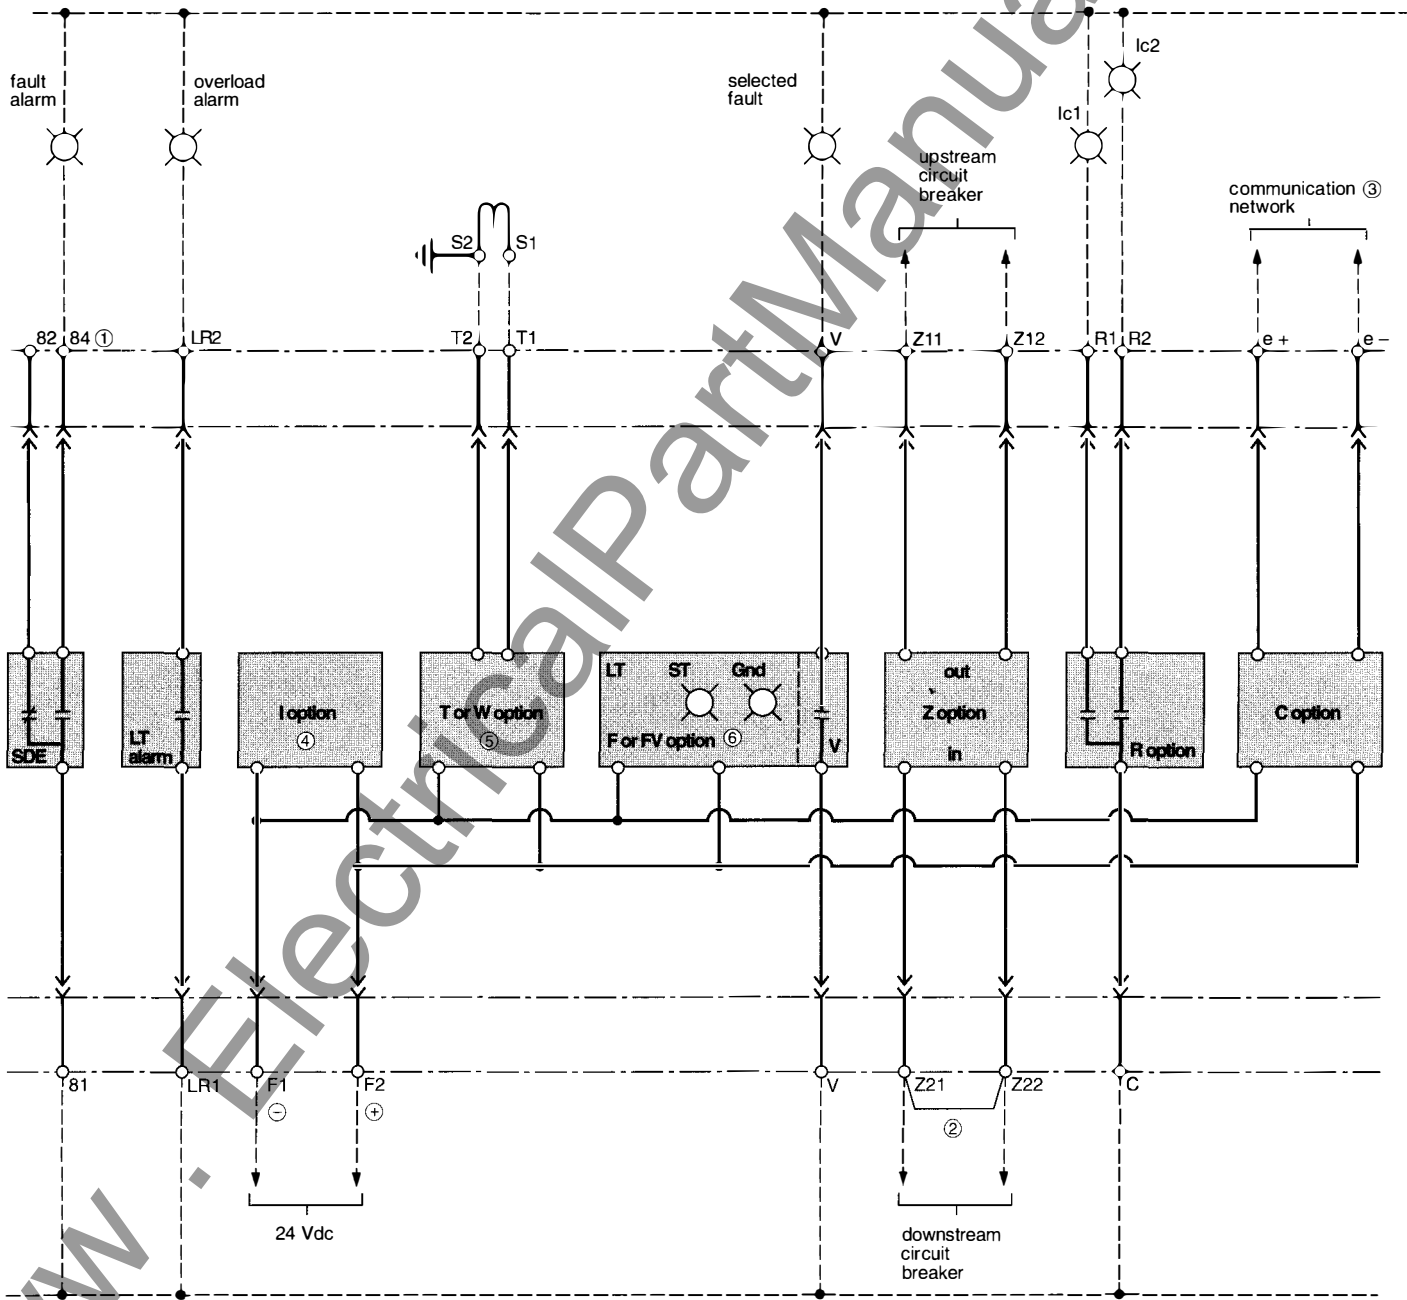 Ic2
fault
alarm
overload
alarm
selected
fault
Ic1
upstream
circuit
breaker
communication ③
network
S2
S1
82
84 ①
LR2
T2
T1
V
Z11
Z12
R1
R2
e +
e –
LT
ST
Gnd
out
I option
T or W option
Z option
C option
④
⑤
F or FV option ⑥
LT
alarm
V
in
R option
SDE
81
LR1
F1
F2
V
Z21
Z22
C
−
+
②
24 Vdc
downstream
circuit
breaker
w . ElectricalPartManua